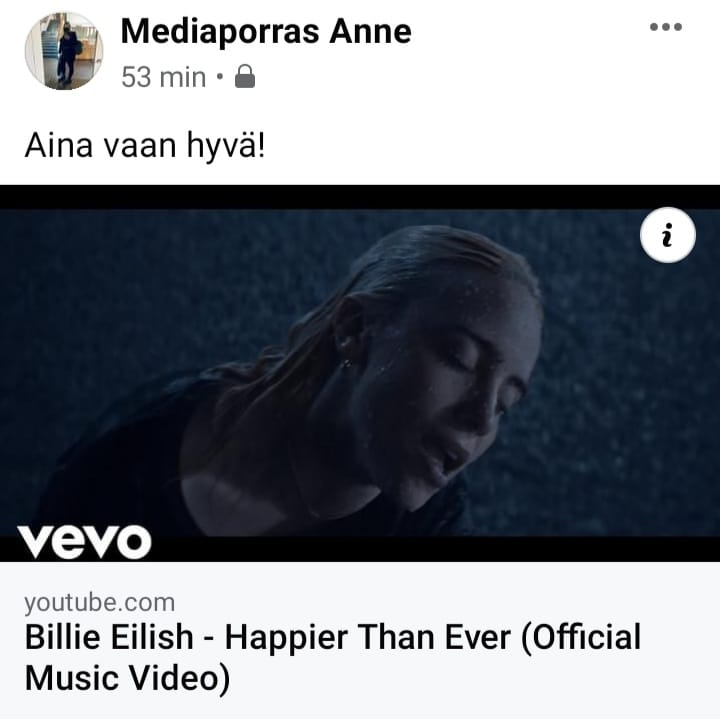 Mediaporras Anne
53 min •
Aina vaan hyvä!
i
vevo
youtube.com
Billie Eilish - Happier Than Ever (Official
Music Video)